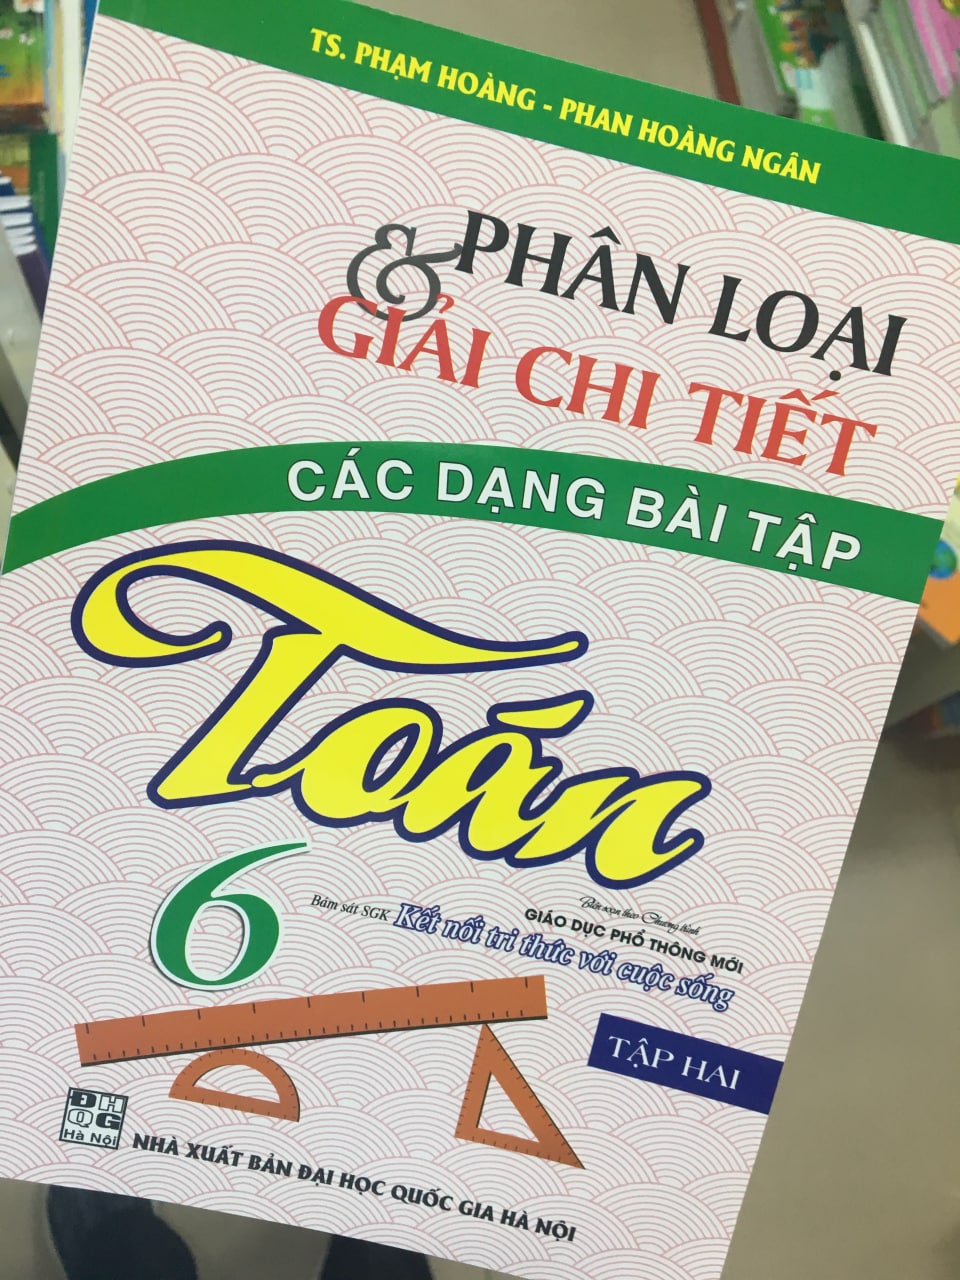 TS. PHẠM HOÀNG - PHAN HOÀNG NGÂN
PHÂN LOẠI
& GIẢI CHI TIẾT
CÁC DẠNG BÀI TẬP
Toán
6
Biên soạn theo Chương trình
GIÁO DỤC PHỔ THÔNG MỚI
Bám sát SGK Kết nối tri thức với cuộc sống
TẬP HAI
ĐH
QG
Hà Nội
NHÀ XUẤT BẢN ĐẠI HỌC QUỐC GIA HÀ NỘI